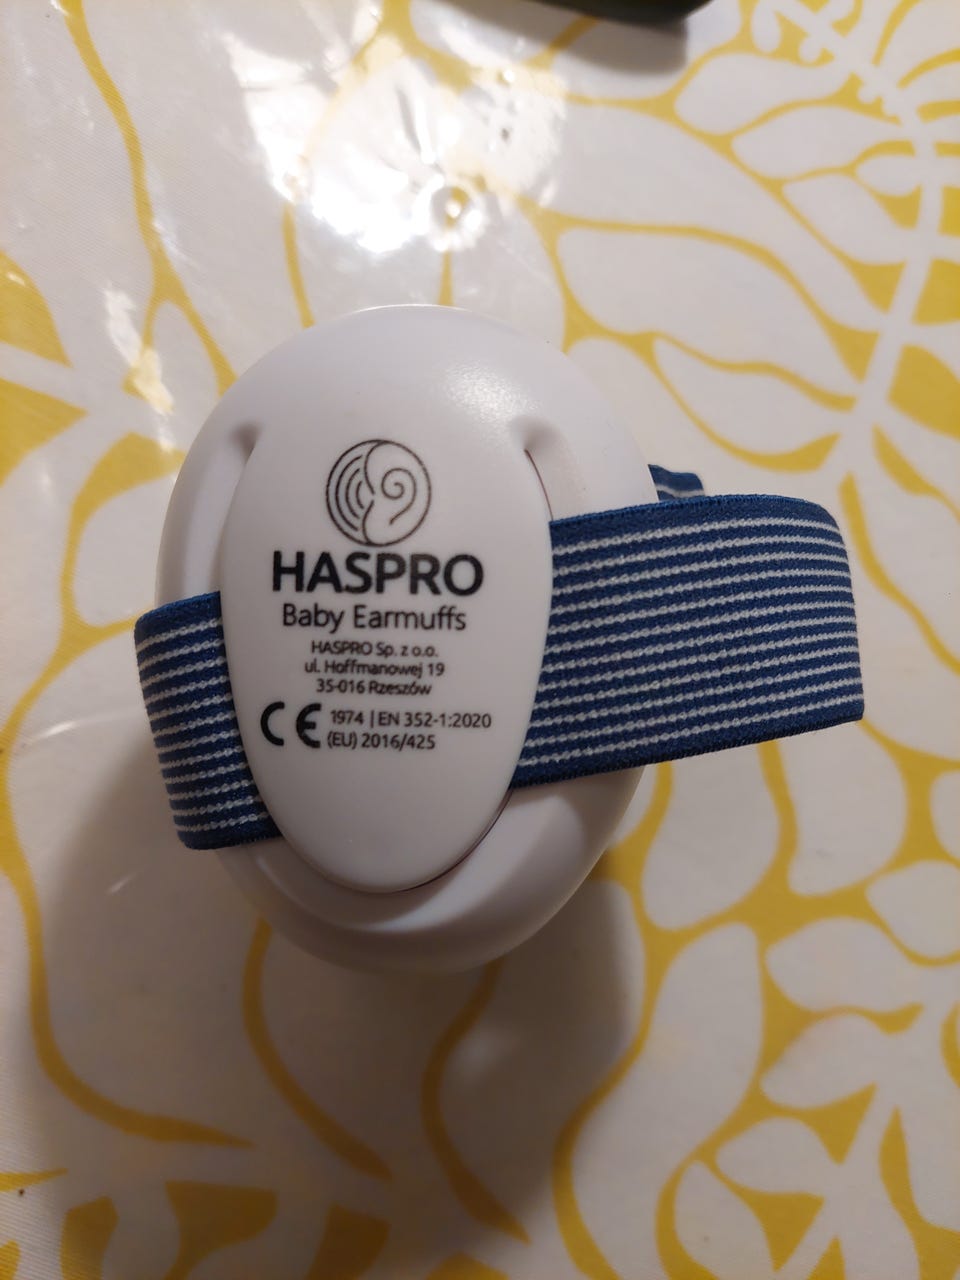 HASPRO
Baby Earmuffs
HASPRO Sp. z o.o.
ul. Hoffmanowej 19
35-016 Rzeszów
CE 1974 | EN 352-1:2020
(EU) 2016/425